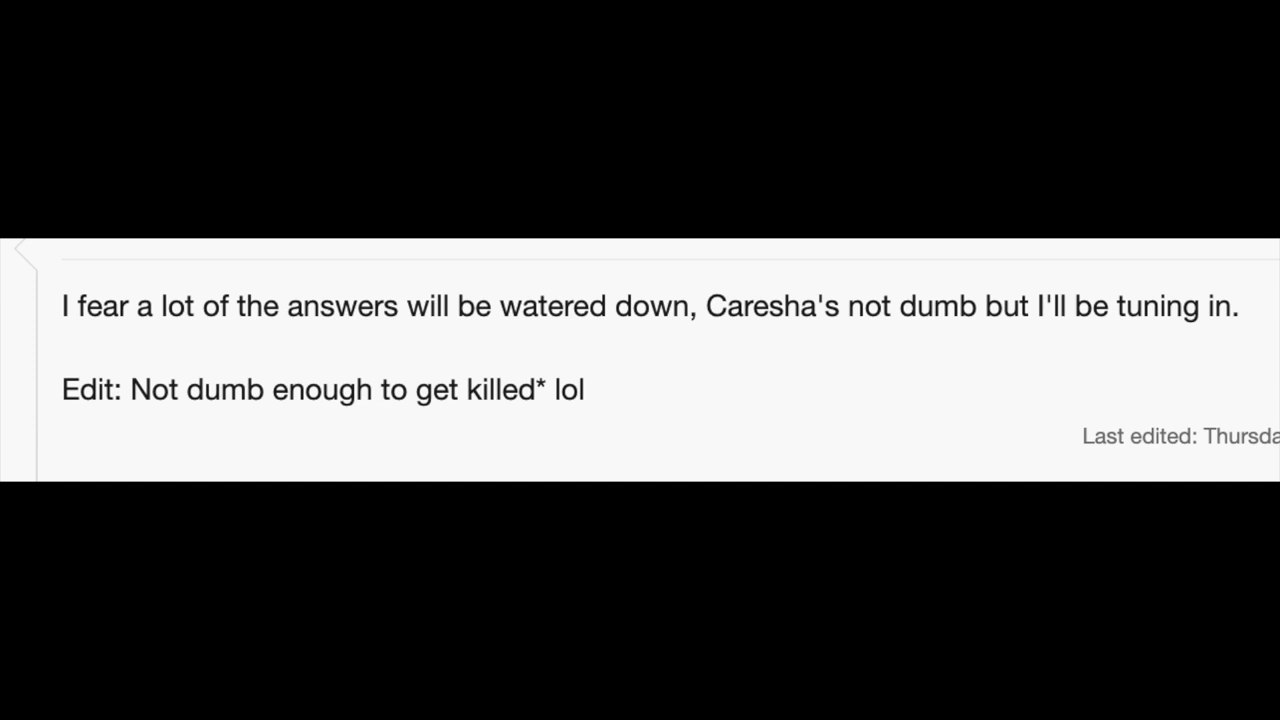 I fear a lot of the answers will be watered down, Caresha's not dumb but I'll be tuning in.
Edit: Not dumb enough to get killed* lol
Last edited: Thursda